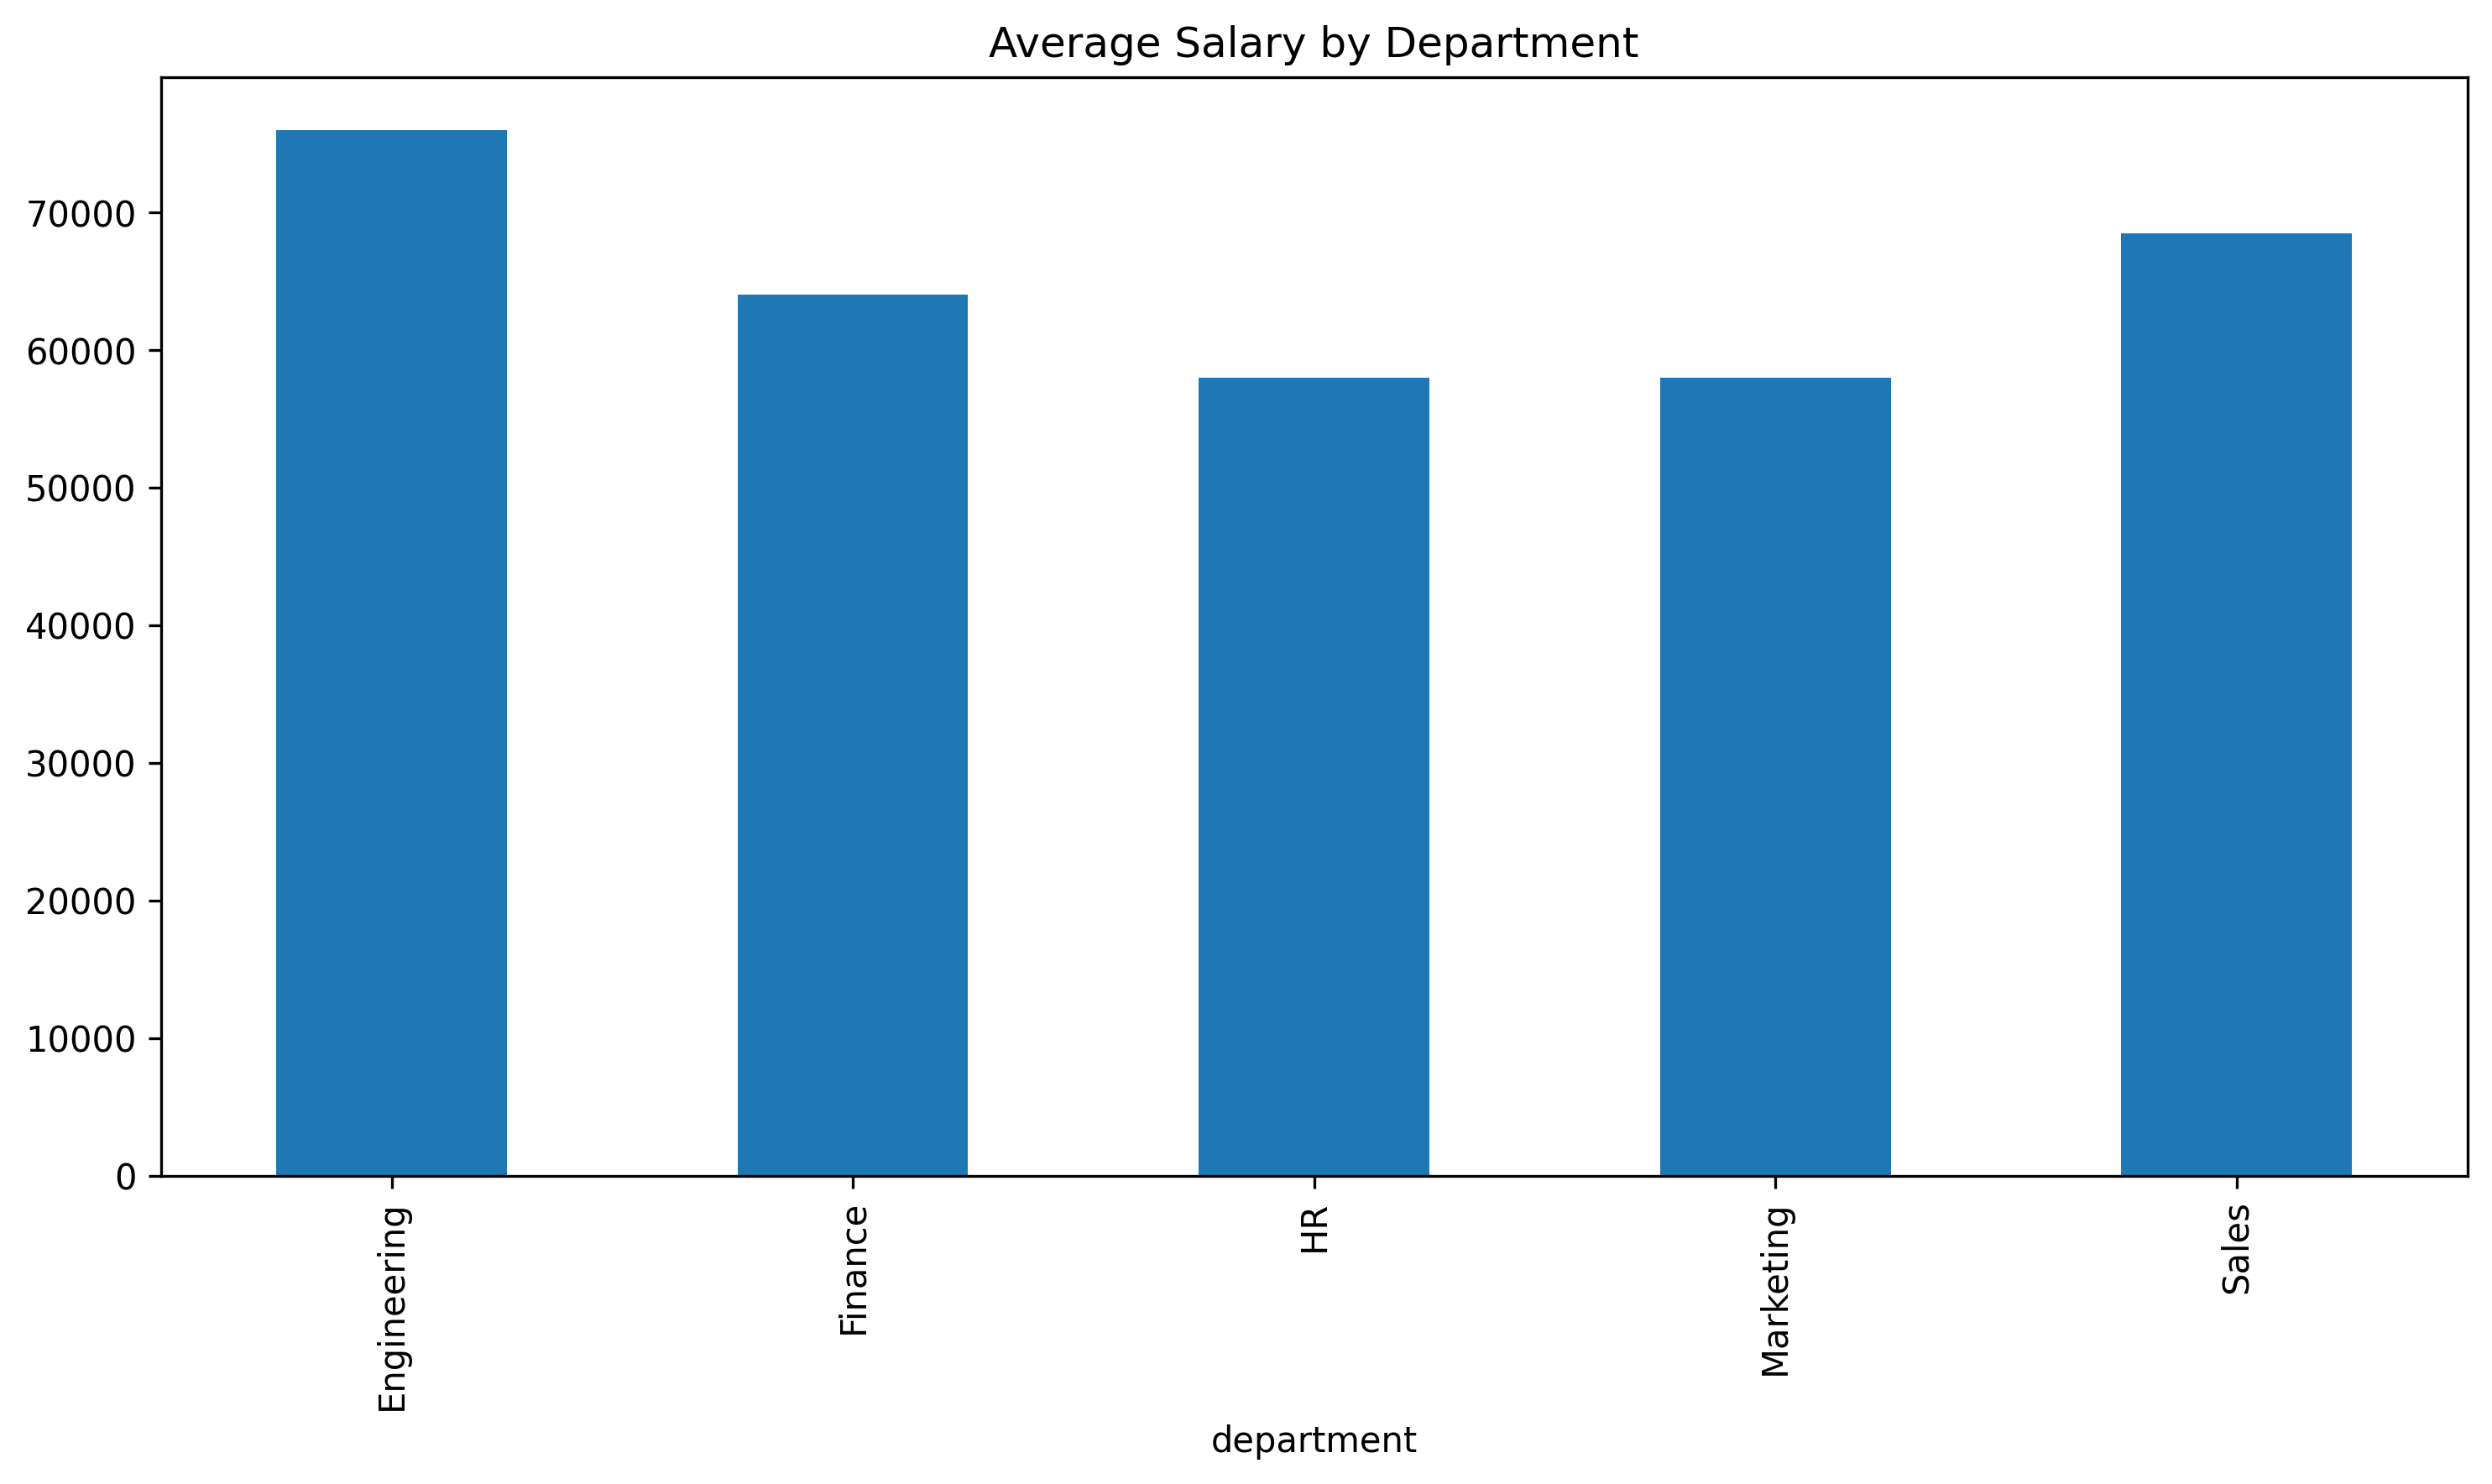 Average Salary by Department
70000
60000
50000
40000
30000
20000
10000
0
Engineering
Finance
HR
Marketing
Sales
department